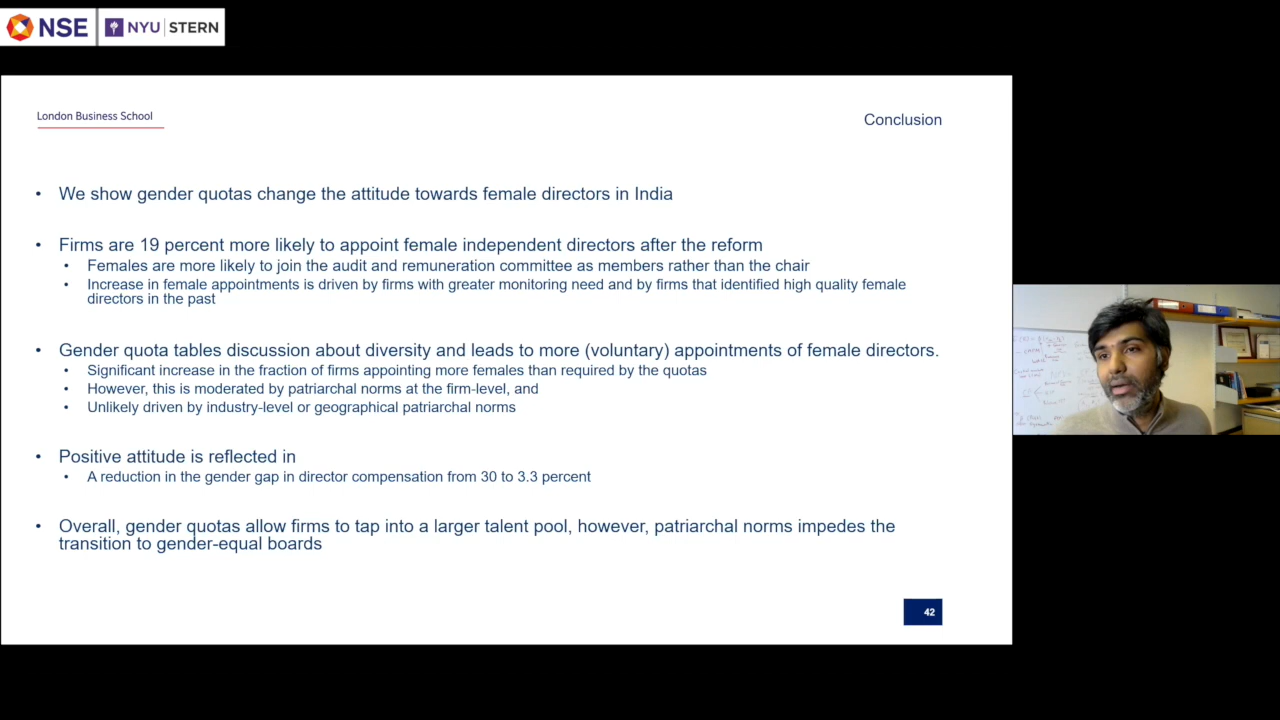 NSE NYU STERN
London Business School
Conclusion
• We show gender quotas change the attitude towards female directors in India
• Firms are 19 percent more likely to appoint female independent directors after the reform
• Females are more likely to join the audit and remuneration committee as members rather than the chair
• Increase in female appointments is driven by firms with greater monitoring need and by firms that identified high quality female
directors in the past
• Gender quota tables discussion about diversity and leads to more (voluntary) appointments of female directors.
• Significant increase in the fraction of firms appointing more females than required by the quotas
• However, this is moderated by patriarchal norms at the firm-level, and
• Unlikely driven by industry-level or geographical patriarchal norms
• Positive attitude is reflected in
• A reduction in the gender gap in director compensation from 30 to 3.3 percent
• Overall, gender quotas allow firms to tap into a larger talent pool, however, patriarchal norms impedes the
transition to gender-equal boards
42